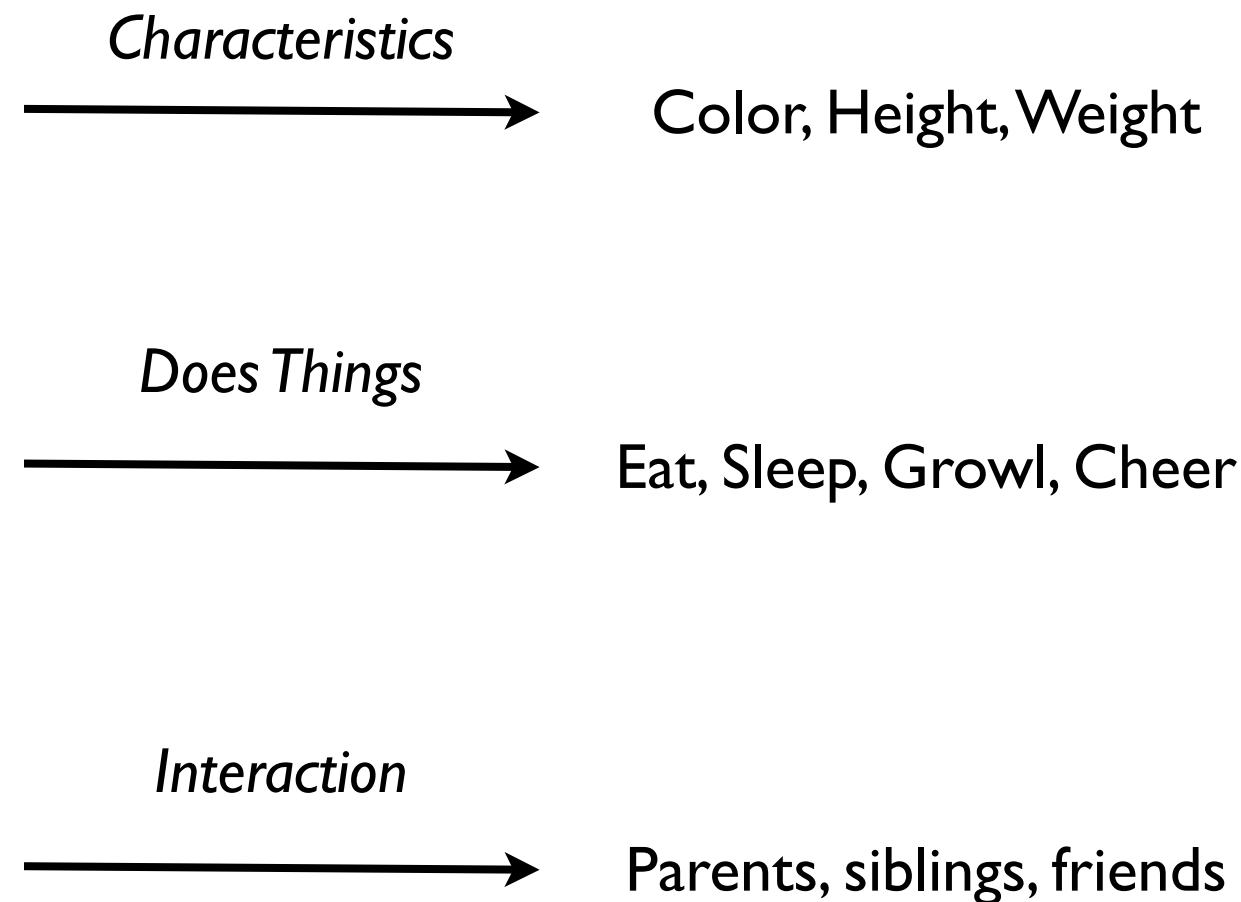 Characteristics
Color, Height, Weight
Does Things
Eat, Sleep, Growl, Cheer
Interaction
Parents, siblings, friends